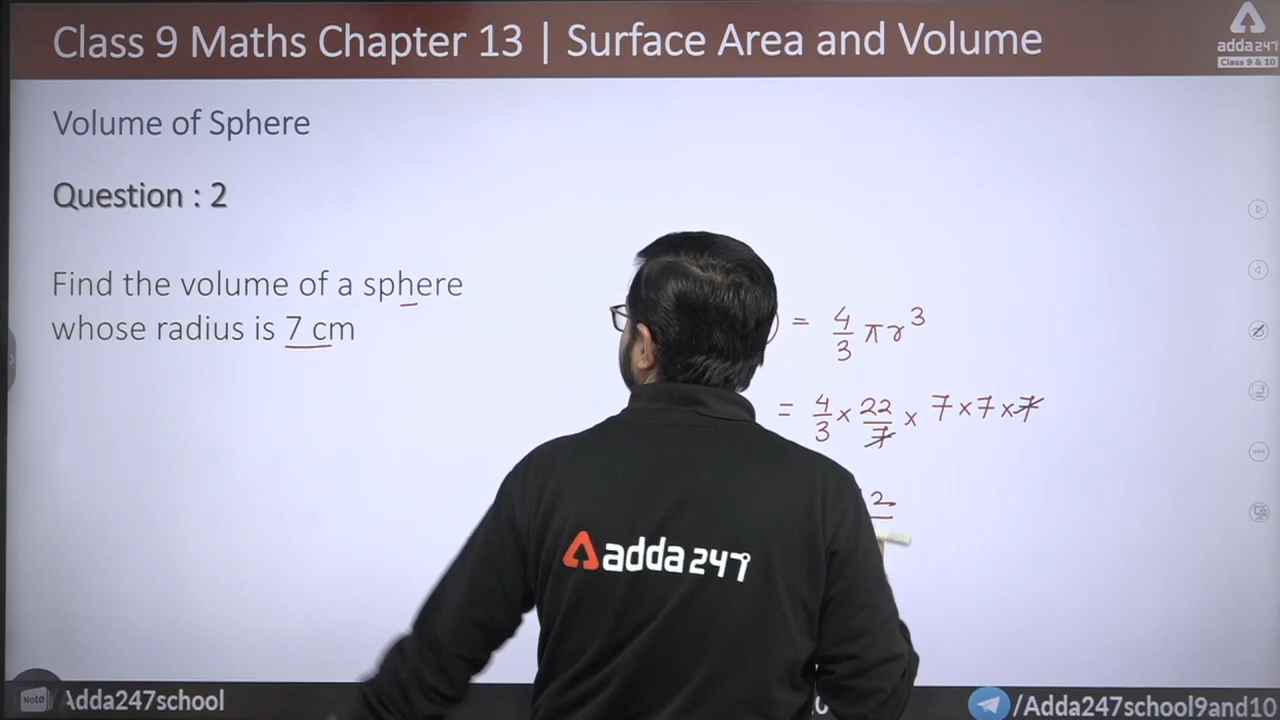 Class 9 Maths Chapter 13 | Surface Area and Volume
adda247
Class 9 & 10
Volume of Sphere
Question : 2
Find the volume of a sphere
whose radius is 7 cm
= 4/3 πr³
= 4/3 × 22/7 × 7 × 7 × 7
2
adda247
Note
Adda247school
/Adda247school9and10